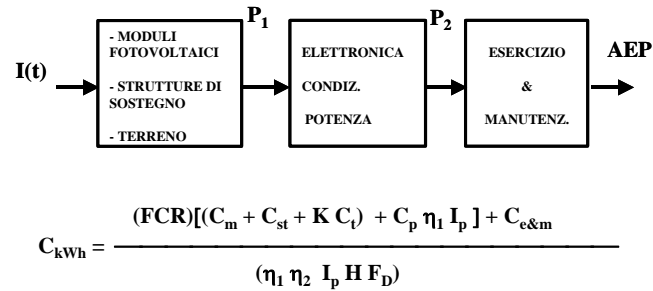 P1
P2
I(t)
- MODULI
FOTOVOLTAICI
- STRUTTURE DI
SOSTEGNO
- TERRENO
ELETTRONICA
CONDIZ.
POTENZA
ESERCIZIO
&
MANUTENZ.
AEP
(FCR)[(Cm + Cst + K Ct) + Cp η1 Ip ] + Ce&m
CkWh =
(η1 η2 Ip H FD)